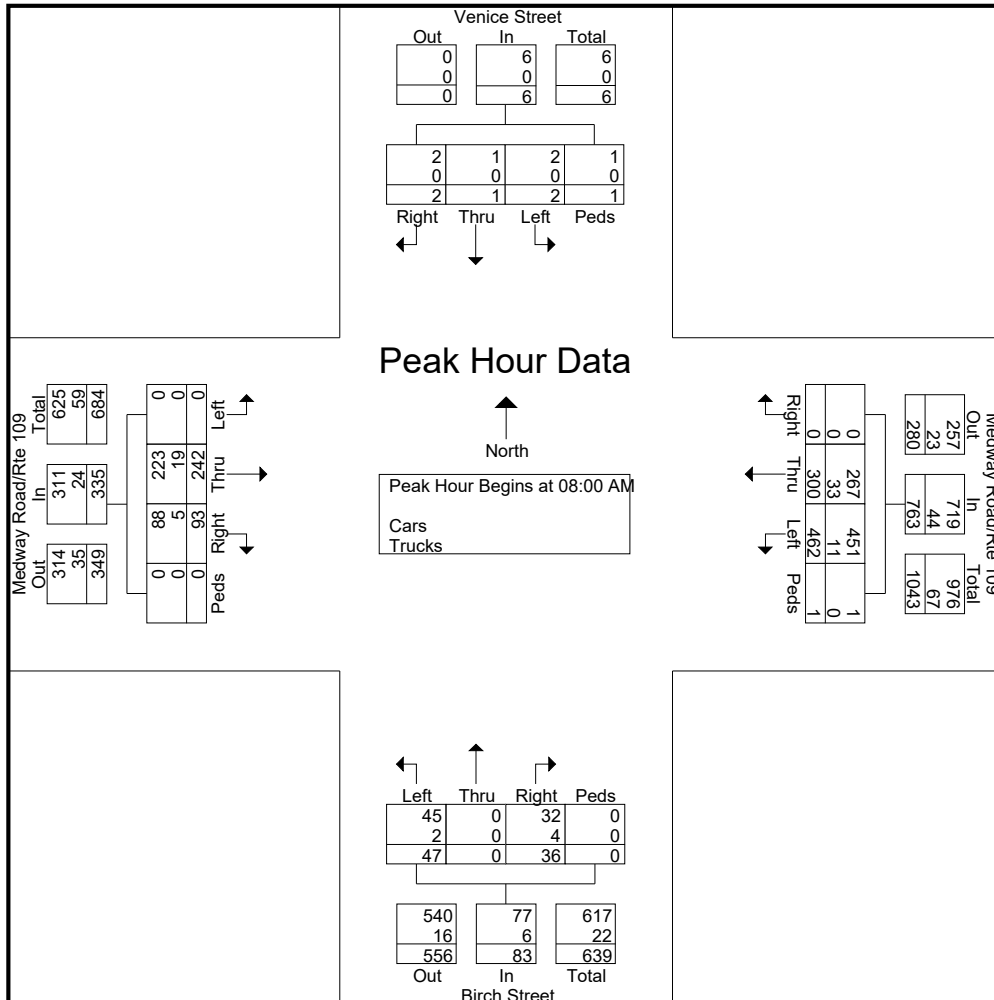 Venice Street
Out In Total
0 6 6
0 0 0
0 6 6
2 1 2 1
0 0 0 0
2 1 2 1
Right Thru Left Peds
Peak Hour Data
North
Peak Hour Begins at 08:00 AM
Cars
Trucks
Medway Road/Rte 109
Out In Total
314 311 625
35 24 59
349 335 684
Left Thru Right Peds
0 223 88 0
0 19 5 0
0 242 93 0
Medway Road/Rte 109
Out In Total
257 719 976
23 44 67
280 763 1043
Right Thru Left Peds
0 267 451 1
0 33 11 0
0 300 462 1
Left Thru Right Peds
45 0 32 0
2 0 4 0
47 0 36 0
540 77 617
16 6 22
556 83 639
Out In Total
Birch Street